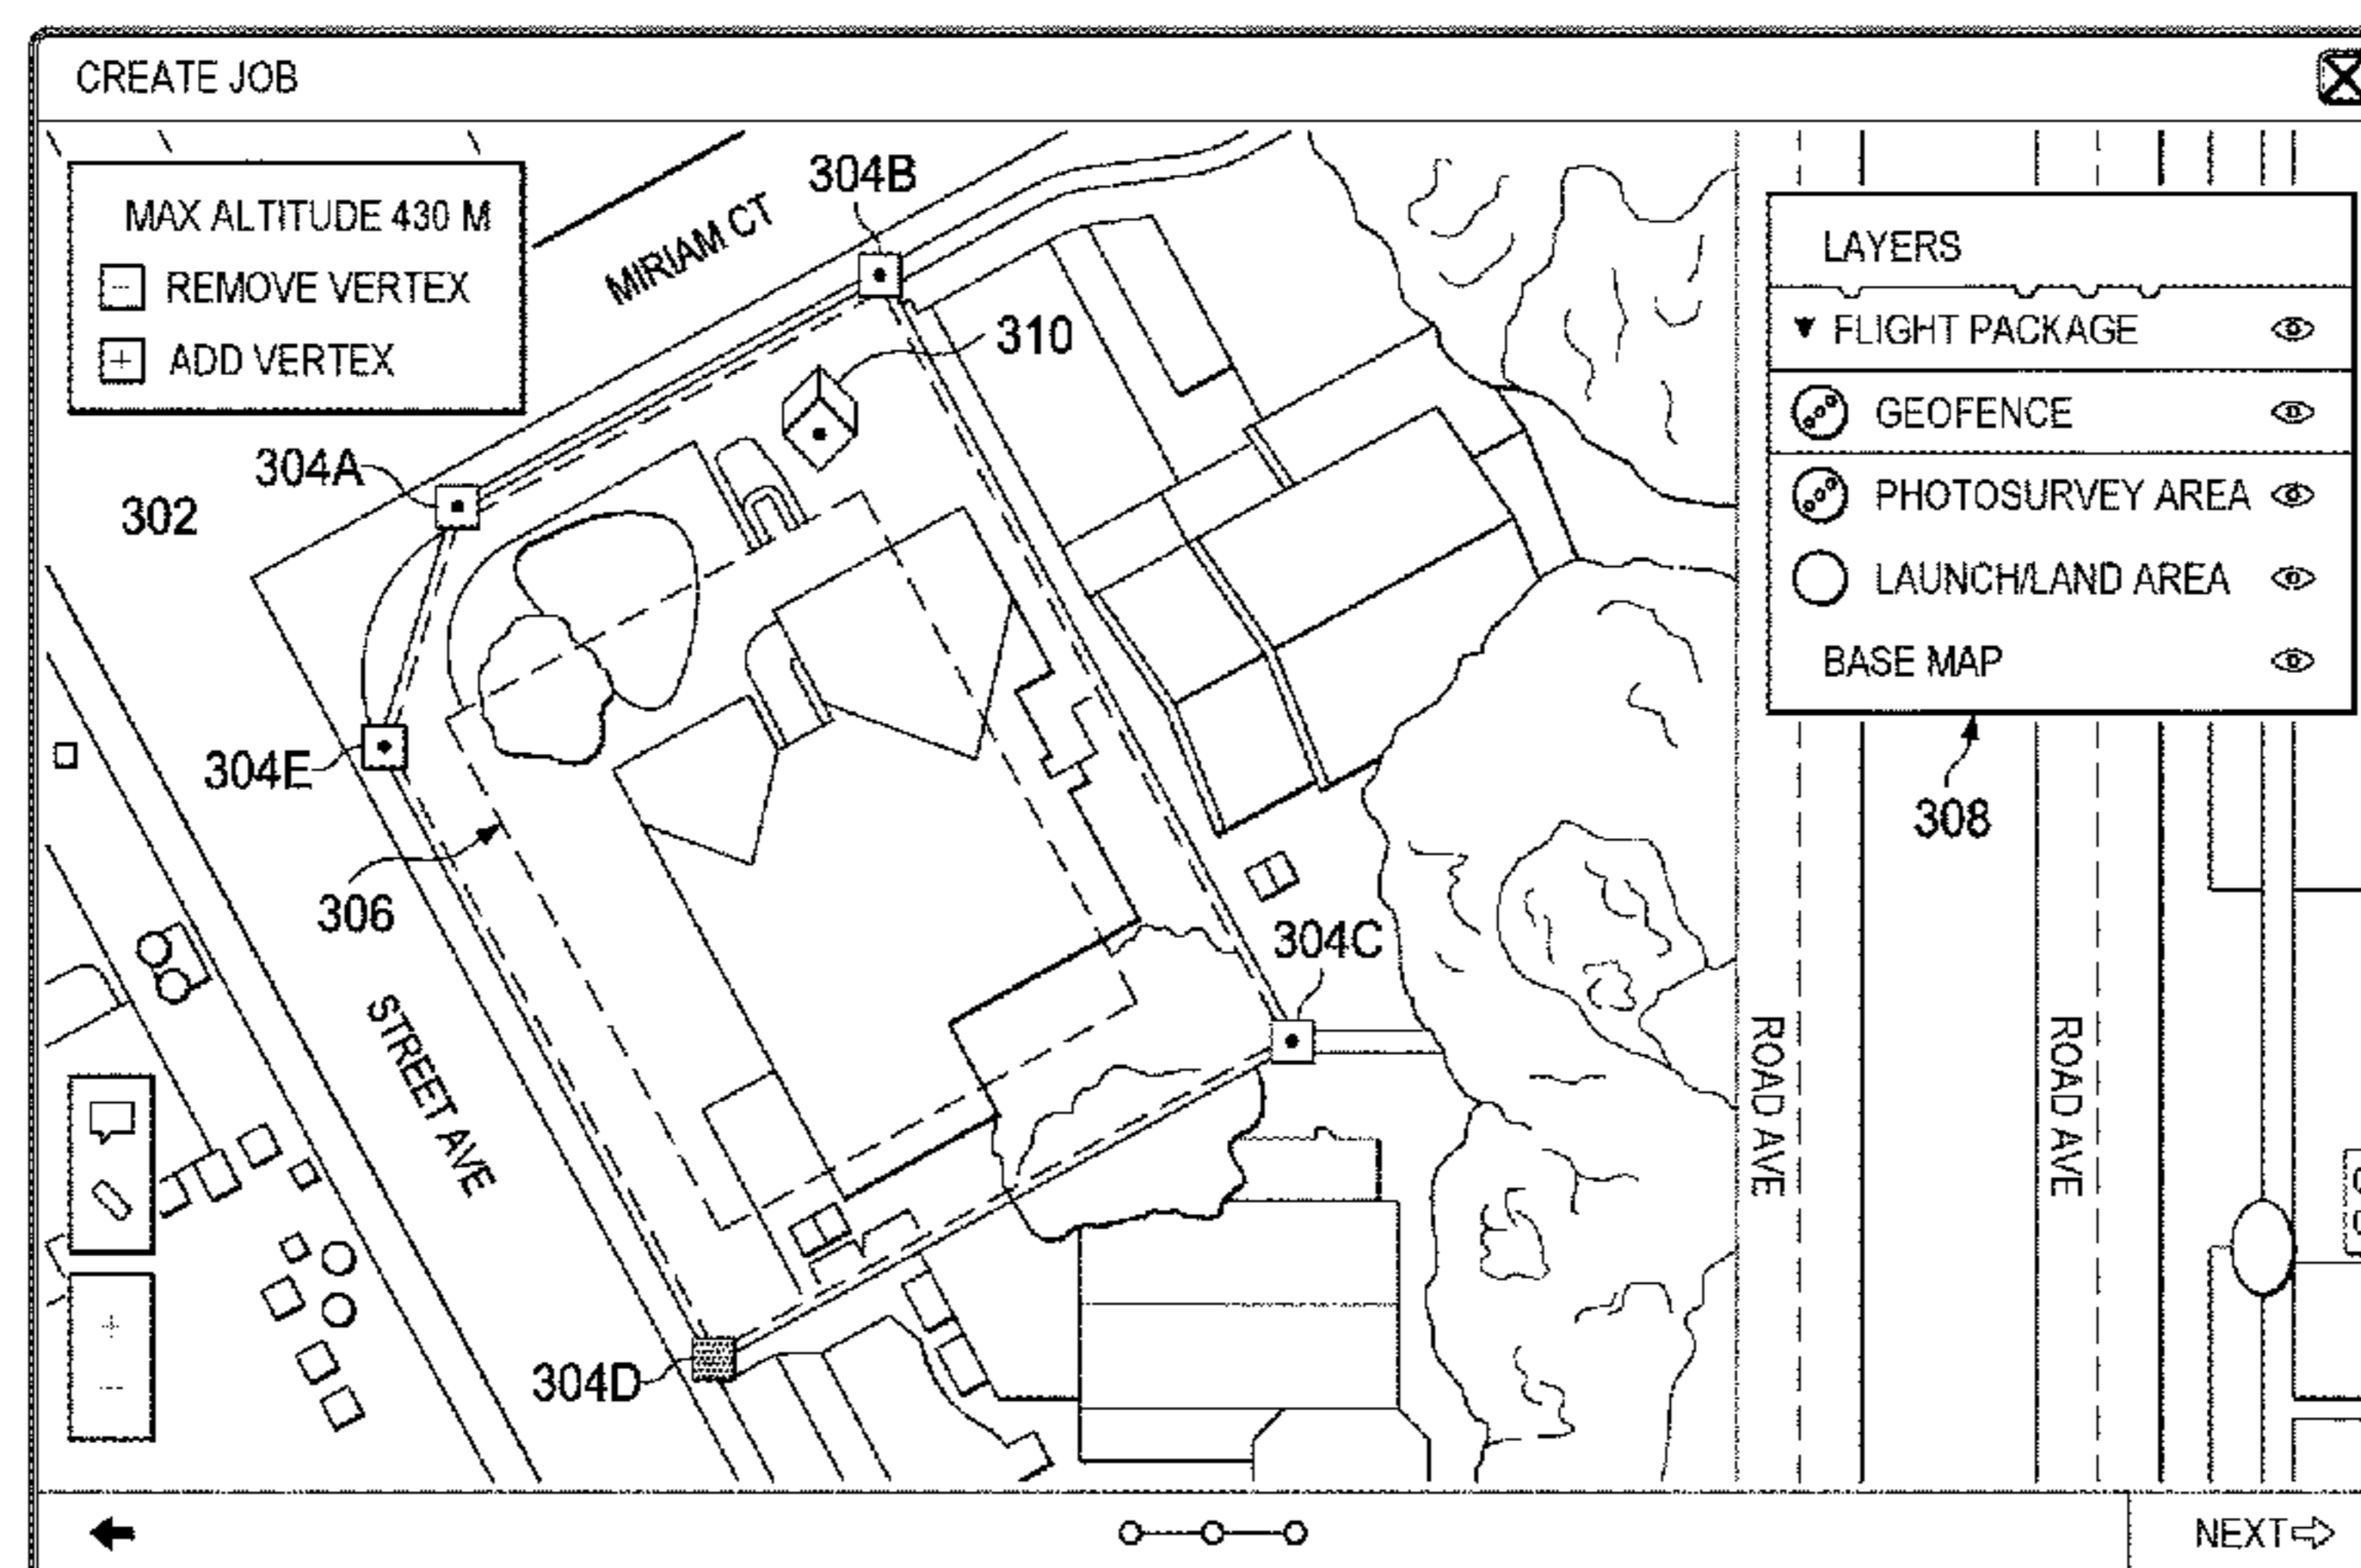 CREATE JOB
MAX ALTITUDE 430 M
REMOVE VERTEX
ADD VERTEX
MIRIAM CT
304B
310
304A
302
304E
306
304C
304D
STREET AVE
LAYERS
FLIGHT PACKAGE
GEOFENCE
PHOTOSURVEY AREA
LAUNCH/LAND AREA
BASE MAP
308
ROAD AVE
ROAD AVE
NEXT